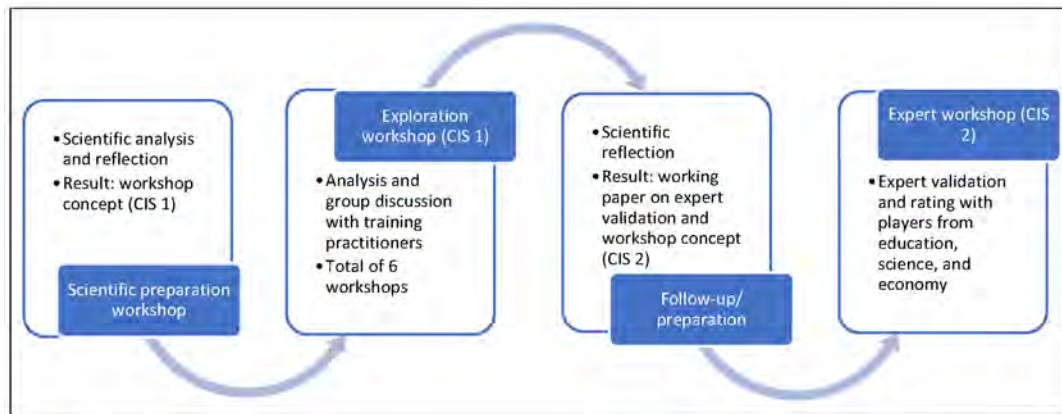 • Scientific analysis
and reflection
• Result: workshop
concept (CIS 1)
Scientific preparation
workshop
Exploration
workshop (CIS 1)
• Analysis and
group discussion
with training
practitioners
• Total of 6
workshops
• Scientific
reflection
• Result: working
paper on expert
validation and
workshop concept
(CIS 2)
Follow-up/
preparation
Expert workshop (CIS
2)
• Expert validation
and rating with
players from
education,
science, and
economy